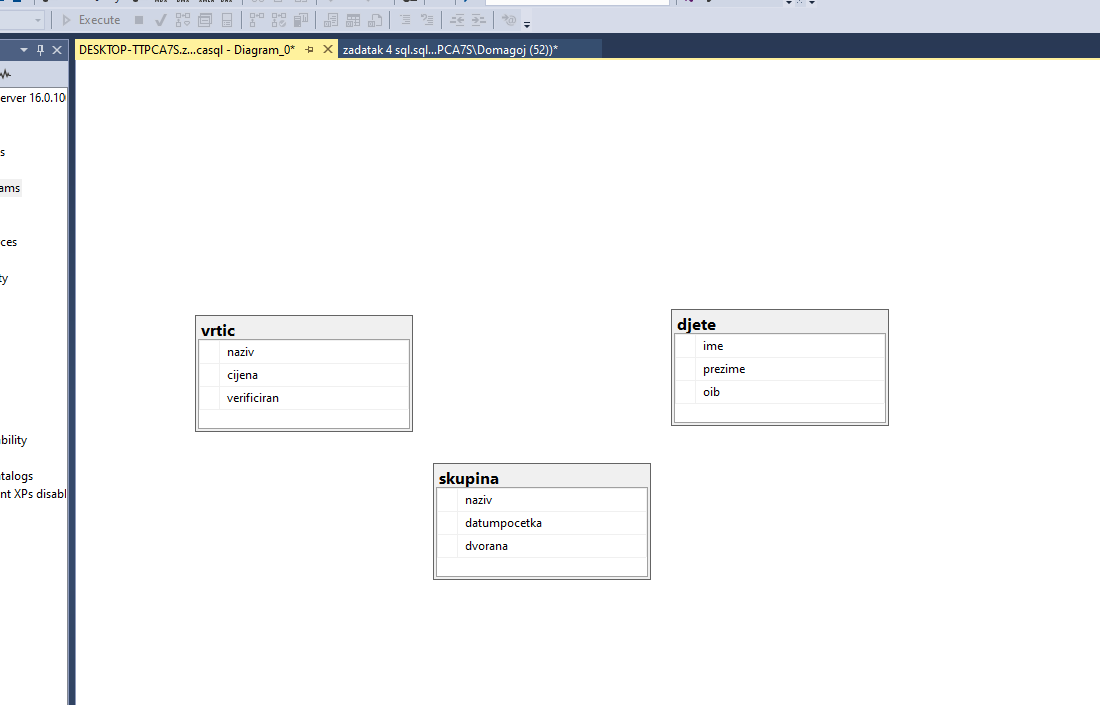 Execute
DESKTOP-TTPCA7S.z...casql - Diagram_0*
zadatak 4 sql.sql...PCA7S\Domagoj (52))*
erver 16.0.10
s
ams
ces
ty
bility
talogs
nt XPs disabl
vrtic
naziv
cijena
verificiran
djete
ime
prezime
oib
skupina
naziv
datumpocetka
dvorana